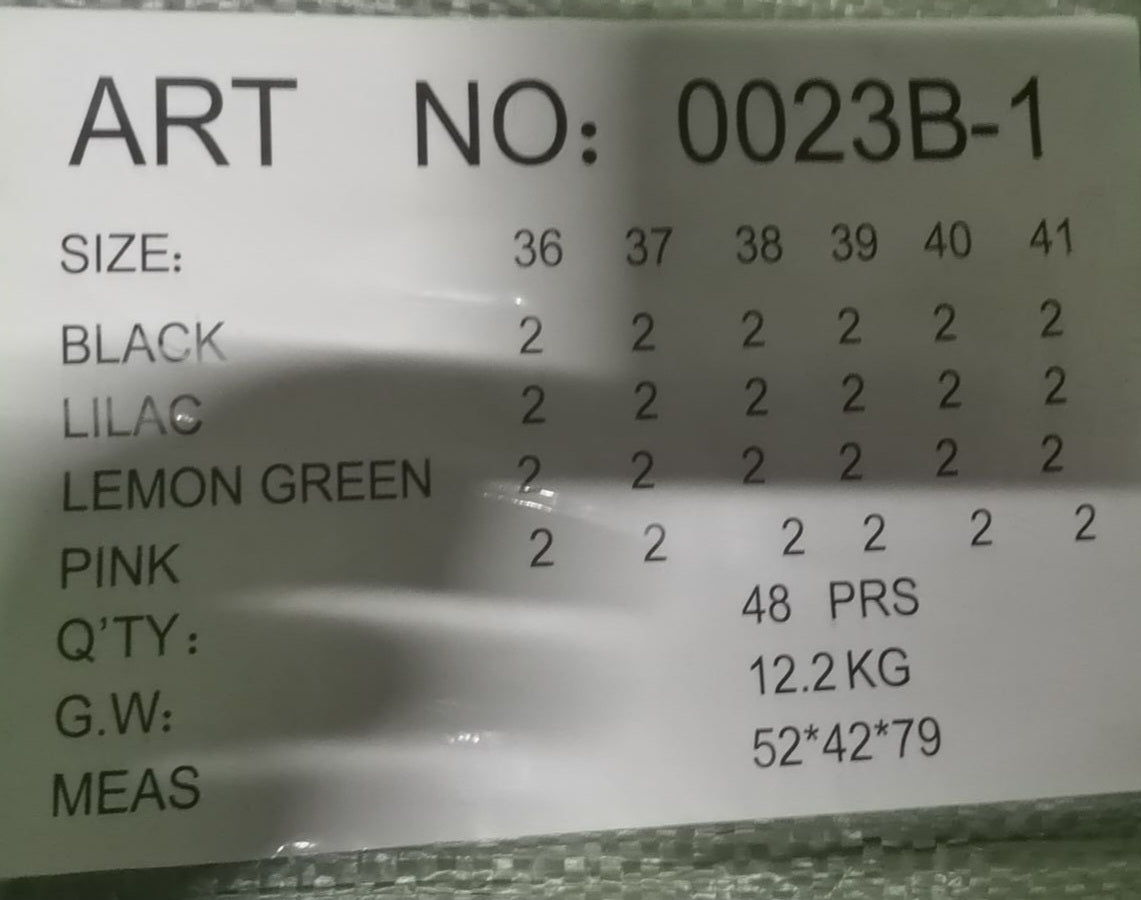 ART NO: 0023B-1
SIZE: 36 37 38 39 40 41
BLACK 2 2 2 2 2 2
LILAC 2 2 2 2 2 2
LEMON GREEN 2 2 2 2 2 2
PINK 2 2 2 2 2 2
Q'TY: 48 PRS
G.W: 12.2KG
MEAS 52*42*79